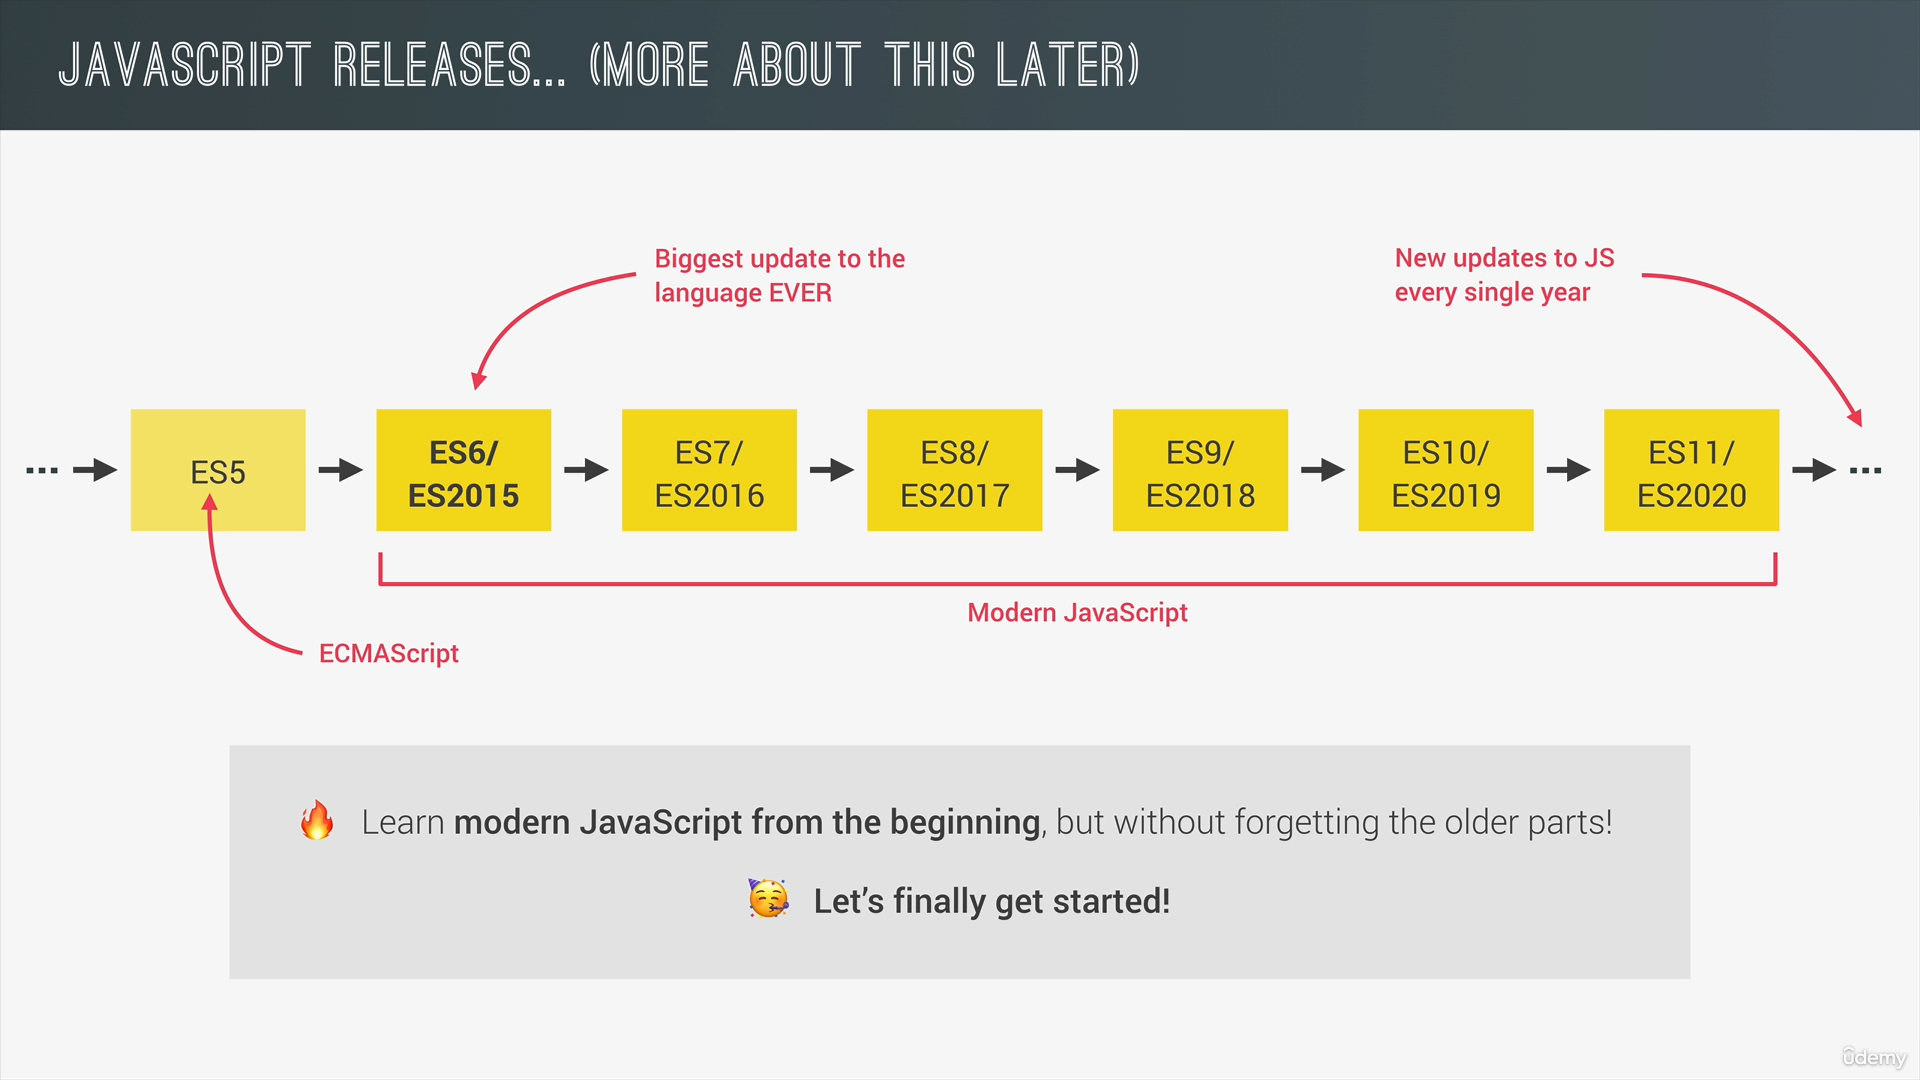 JAVASCRIPT RELEASES... (MORE ABOUT THIS LATER)
Biggest update to the
language EVER
New updates to JS
every single year
... ES5
ES6/
ES2015
ES7/
ES2016
ES8/
ES2017
ES9/
ES2018
ES10/
ES2019
ES11/
ES2020
...
Modern JavaScript
ECMAScript
🔥 Learn modern JavaScript from the beginning, but without forgetting the older parts!
🥳 Let’s finally get started!
ûdemy